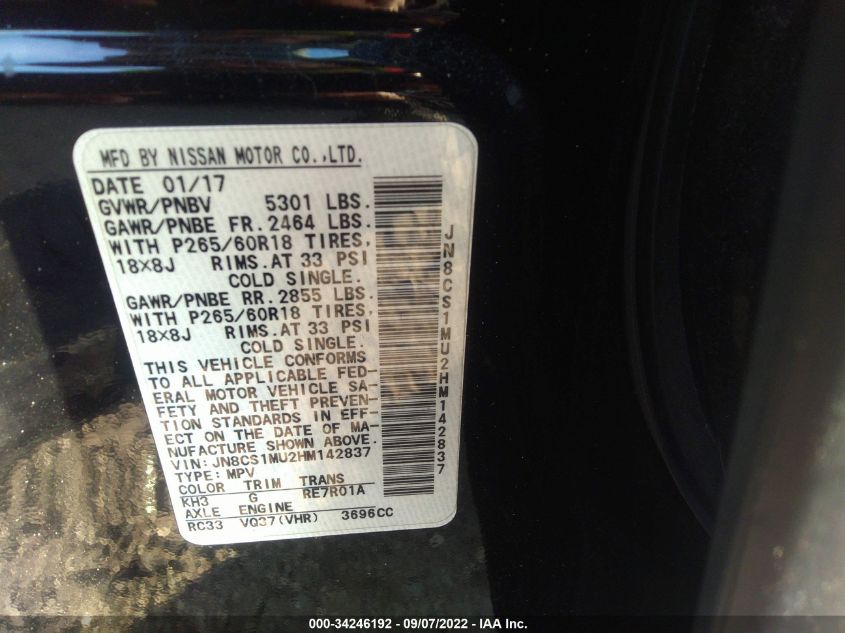 MFD BY NISSAN MOTOR CO.,LTD.
DATE 01/17
GVWR/PNBV 5301 LBS.
GAWR/PNBE FR. 2464 LBS.
WITH P265/60R18 TIRES,
18X8J RIMS.AT 33 PSI
COLD SINGLE.
GAWR/PNBE RR. 2855 LBS.
WITH P265/60R18 TIRES,
18X8J RIMS.AT 33 PSI
COLD SINGLE.
THIS VEHICLE CONFORMS
TO ALL APPLICABLE FED-
ERAL MOTOR VEHICLE SA-
FETY AND THEFT PREVEN-
TION STANDARDS IN EFF-
ECT ON THE DATE OF MA-
NUFACTURE SHOWN ABOVE.
VIN:JN8CS1MU2HM142837
TYPE:MPV
COLOR TRIM TRANS
KH3 G RE7R01A
AXLE ENGINE
RC33 VQ37(VHR) 3696CC
JN8CS1MU2HM142837
000-34246192 - 09/07/2022 - IAA Inc.